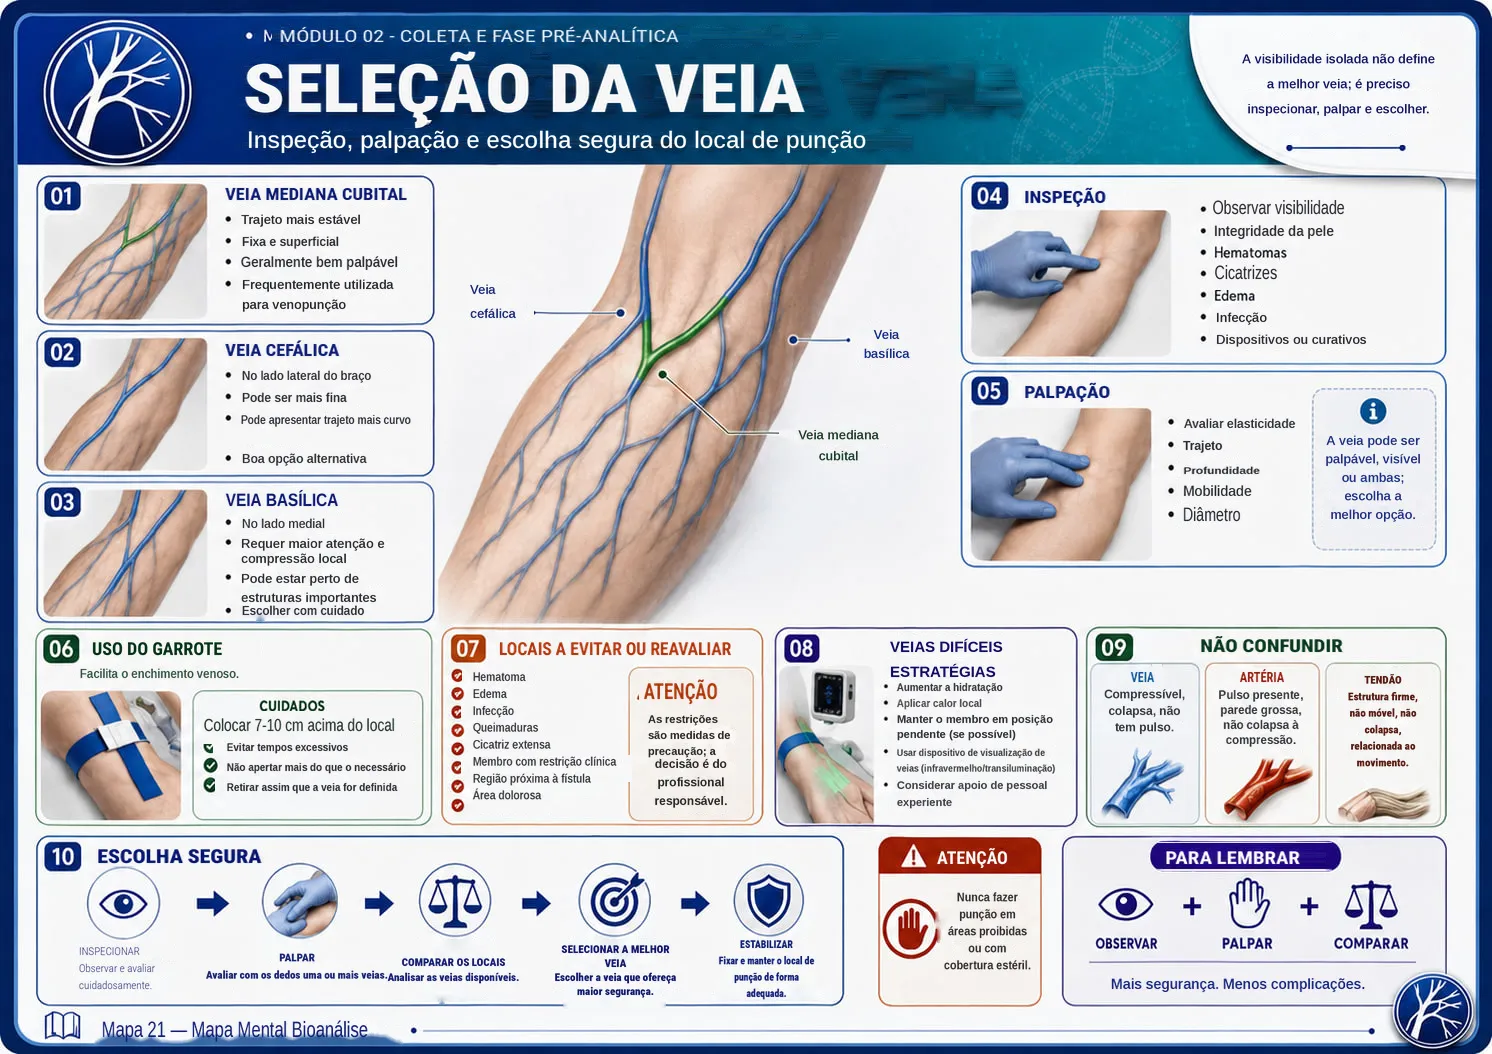 MÓDULO 02 - COLETA E FASE PRÉ-ANALÍTICA
SELEÇÃO DA VEIA
Inspeção, palpação e escolha segura do local de punção
A visibilidade isolada não define
a melhor veia; é preciso
inspecionar, palpar e escolher.
01
VEIA MEDIANA CUBITAL
• Trajeto mais estável
• Fixa e superficial
• Geralmente bem palpável
• Frequentemente utilizada
para venopunção
02
VEIA CEFÁLICA
• No lado lateral do braço
• Pode ser mais fina
• Pode apresentar trajeto mais curvo
• Boa opção alternativa
03
VEIA BASÍLICA
• No lado medial
• Requer maior atenção e
compressão local
• Pode estar perto de
estruturas importantes
• Escolher com cuidado
Veia
cefálica
Veia
basílica
Veia mediana
cubital
04
INSPEÇÃO
• Observar visibilidade
• Integridade da pele
• Hematomas
• Cicatrizes
• Edema
• Infecção
• Dispositivos ou curativos
05
PALPAÇÃO
• Avaliar elasticidade
• Trajeto
• Profundidade
• Mobilidade
• Diâmetro
i
A veia pode ser
palpável, visível
ou ambas;
escolha a
melhor opção.
06
USO DO GARROTE
Facilita o enchimento venoso.
CUIDADOS
Colocar 7-10 cm acima do local
Evitar tempos excessivos
Não apertar mais do que o necessário
Retirar assim que a veia for definida
07
LOCAIS A EVITAR OU REAVALIAR
Hematoma
Edema
Infecção
Queimaduras
Cicatriz extensa
Membro com restrição clínica
Região próxima à fístula
Área dolorosa
ATENÇÃO
As restrições
são medidas de
precaução; a
decisão é do
profissional
responsável.
08
VEIAS DIFÍCEIS
ESTRATÉGIAS
• Aumentar a hidratação
• Aplicar calor local
• Manter o membro em posição
pendente (se possível)
• Usar dispositivo de visualização de
veias (infravermelho/transiluminação)
• Considerar apoio de pessoal
experiente
09
NÃO CONFUNDIR
VEIA
Compressível,
colapsa, não
tem pulso.
ARTÉRIA
Pulso presente,
parede grossa,
não colapsa à
compressão.
TENDÃO
Estrutura firme,
não móvel, não
colapsa,
relacionada ao
movimento.
10
ESCOLHA SEGURA
INSPECIONAR
Observar e avaliar
cuidadosamente.
PALPAR
Avaliar com os dedos uma ou mais veias.
COMPARAR OS LOCAIS
Analisar as veias disponíveis.
SELECIONAR A MELHOR
VEIA
Escolher a veia que ofereça
maior segurança.
ESTABILIZAR
Fixar e manter o local de
punção de forma
adequada.
ATENÇÃO
Nunca fazer
punção em
áreas proibidas
ou com
cobertura estéril.
PARA LEMBRAR
OBSERVAR + PALPAR + COMPARAR
Mais segurança. Menos complicações.
Mapa 21 — Mapa Mental Bioanálise